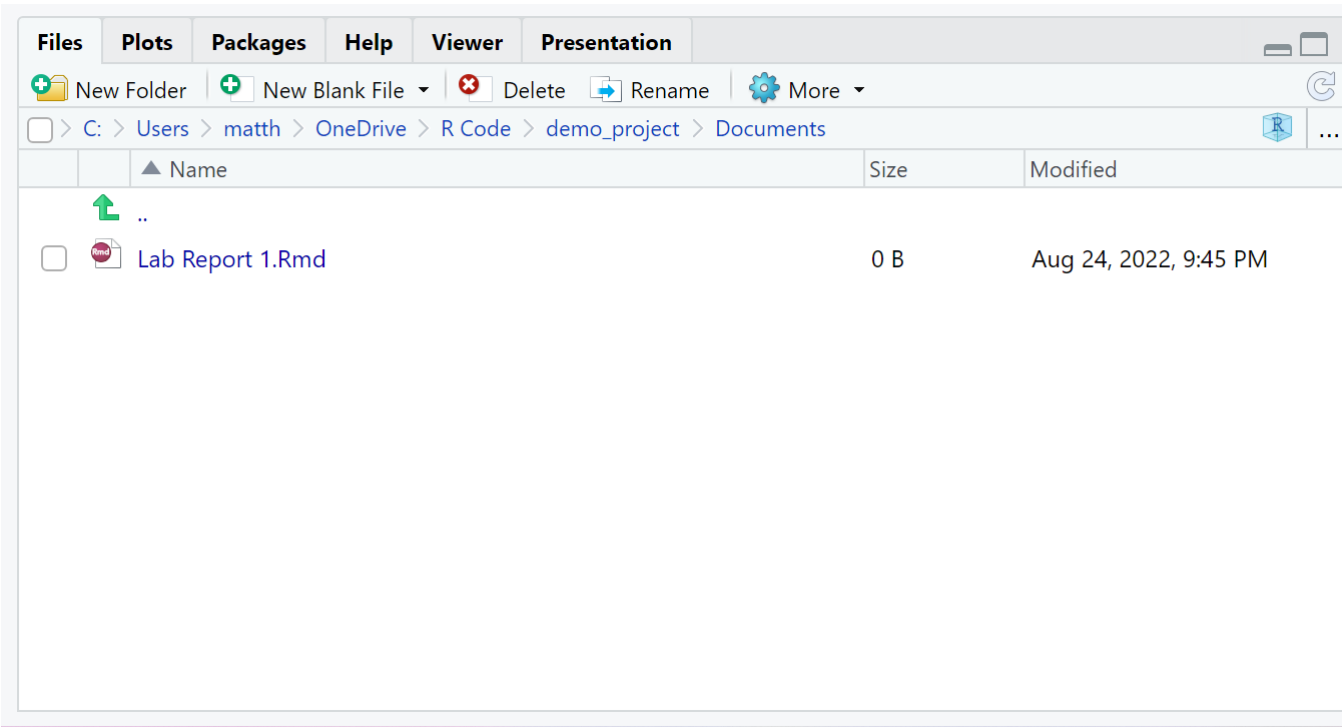 Files Plots Packages Help Viewer Presentation
New Folder New Blank File Delete Rename More
C: > Users > matth > OneDrive > R Code > demo_project > Documents R ...
Name Size Modified
..
Rmd Lab Report 1.Rmd 0 B Aug 24, 2022, 9:45 PM